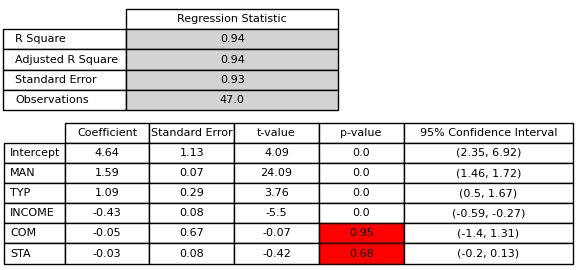 Regression Statistic
R Square 0.94
Adjusted R Square 0.94
Standard Error 0.93
Observations 47.0
Coefficient Standard Error t-value p-value 95% Confidence Interval
Intercept 4.64 1.13 4.09 0.0 (2.35, 6.92)
MAN 1.59 0.07 24.09 0.0 (1.46, 1.72)
TYP 1.09 0.29 3.76 0.0 (0.5, 1.67)
INCOME -0.43 0.08 -5.5 0.0 (-0.59, -0.27)
COM -0.05 0.67 -0.07 0.95 (-1.4, 1.31)
STA -0.03 0.08 -0.42 0.68 (-0.2, 0.13)